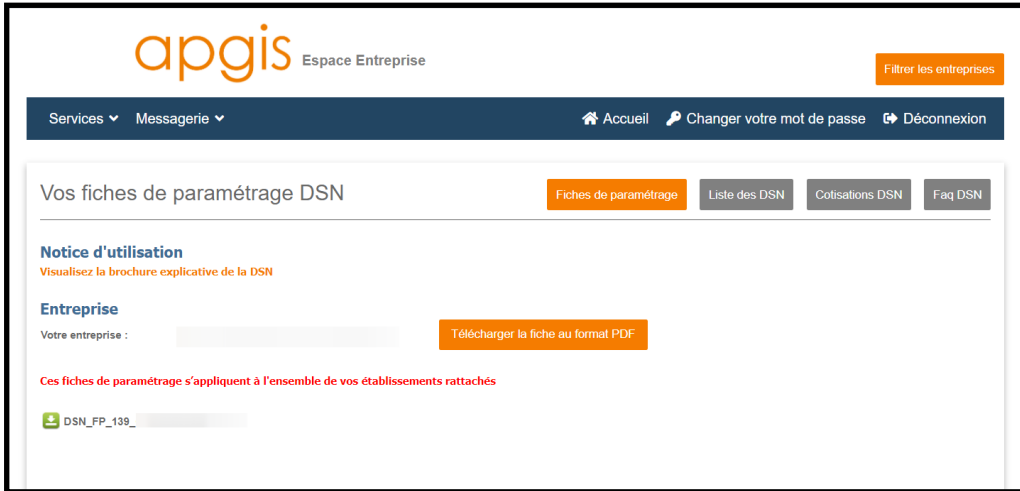 apgis Espace Entreprise
Filtrer les entreprises
Services Messagerie Accueil Changer votre mot de passe Déconnexion
Vos fiches de paramétrage DSN Fiches de paramétrage Liste des DSN Cotisations DSN Faq DSN
Notice d'utilisation
Visualisez la brochure explicative de la DSN
Entreprise
Votre entreprise : Télécharger la fiche au format PDF
Ces fiches de paramétrage s’appliquent à l'ensemble de vos établissements rattachés
DSN_FP_139_